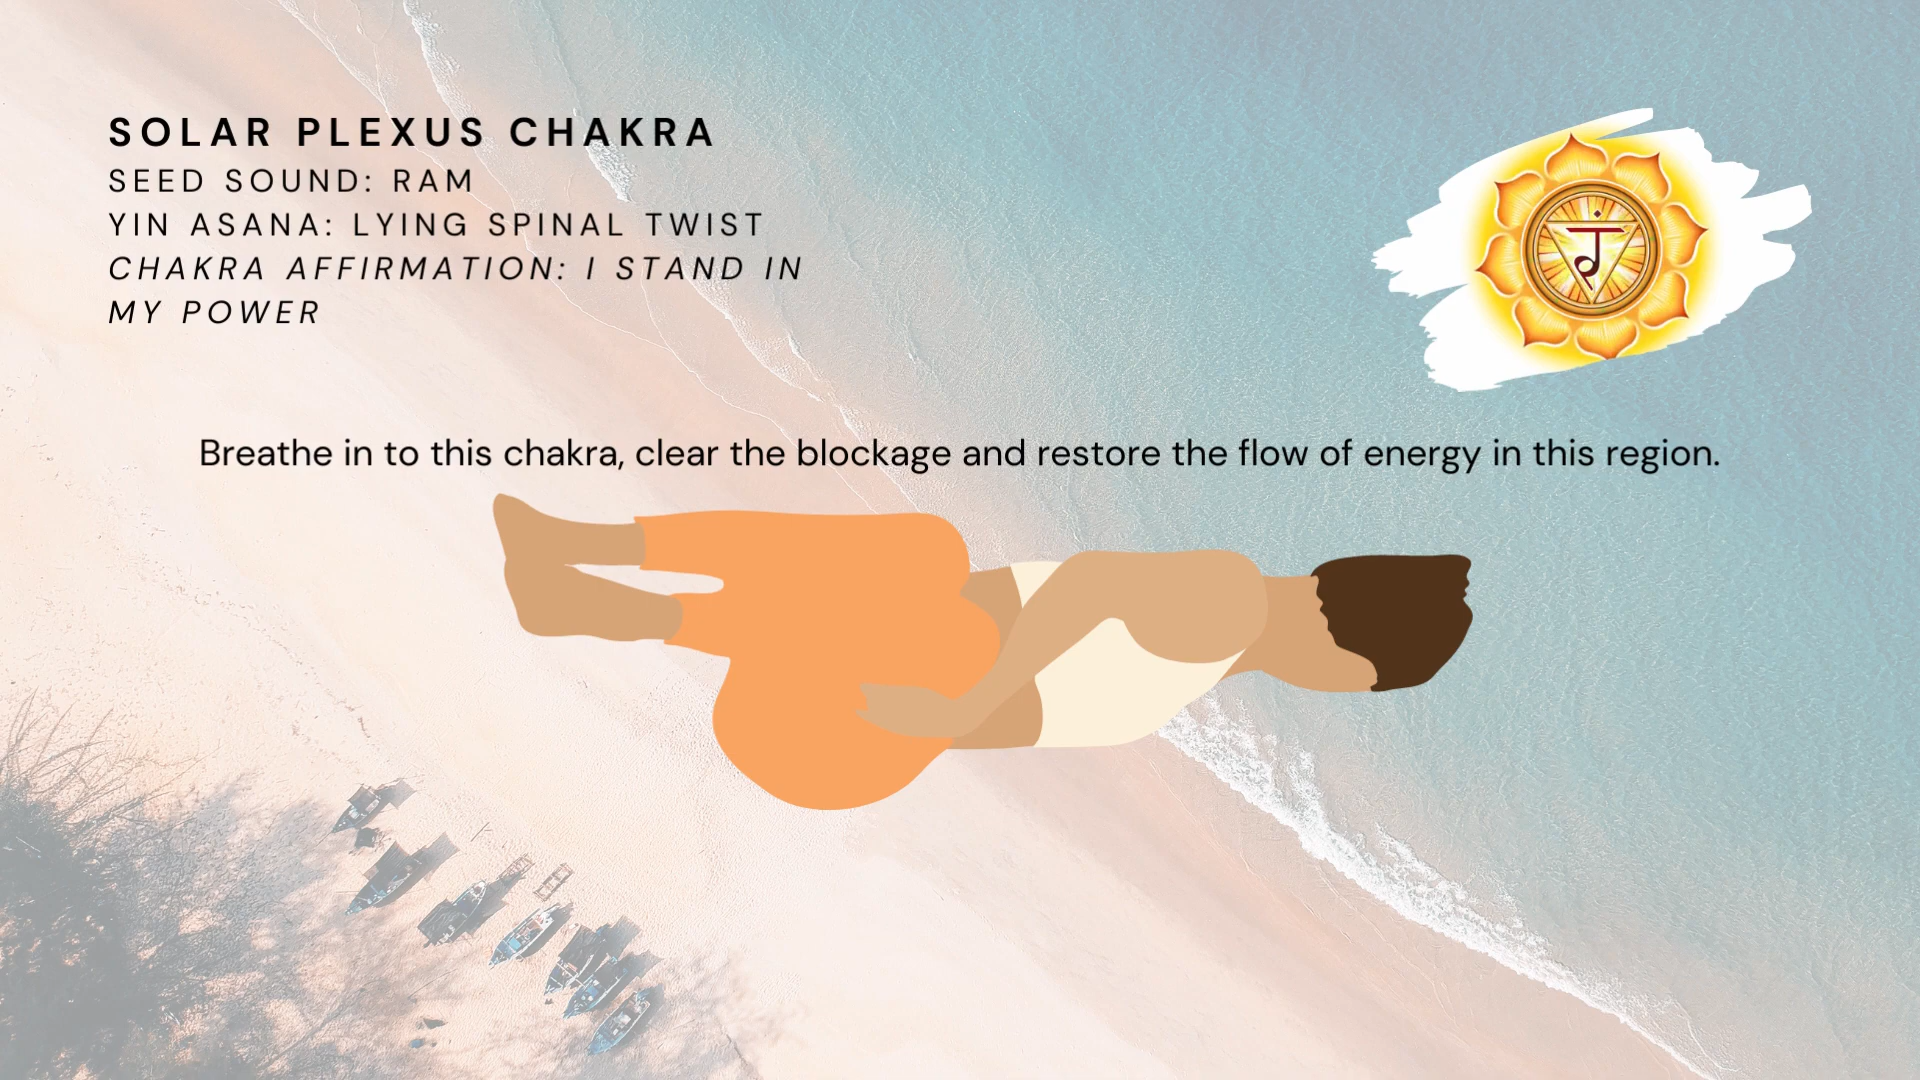 SOLAR PLEXUS CHAKRA
SEED SOUND: RAM
YIN ASANA: LYING SPINAL TWIST
CHAKRA AFFIRMATION: I STAND IN
MY POWER
रं
Breathe in to this chakra, clear the blockage and restore the flow of energy in this region.